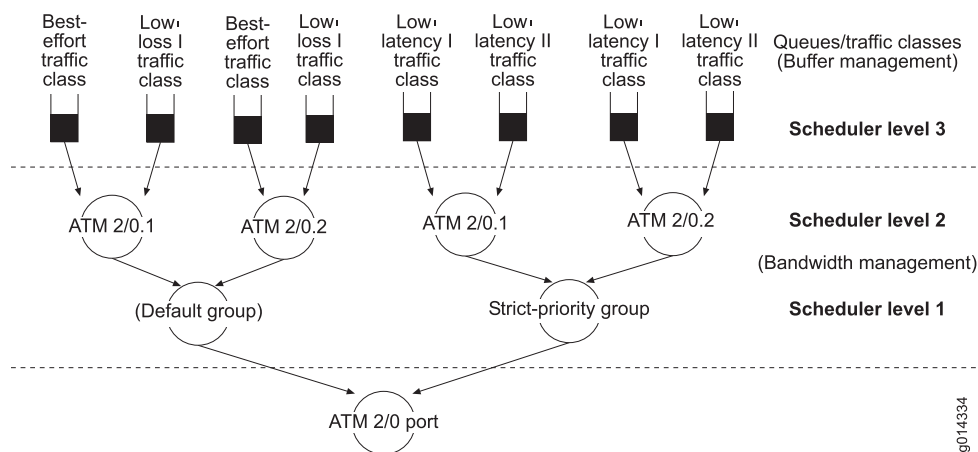 Best-
effort
traffic
class
Low-
loss I
traffic
class
Best-
effort
traffic
class
Low-
loss I
traffic
class
Low-
latency I
traffic
class
Low-
latency II
traffic
class
Low-
latency I
traffic
class
Low-
latency II
traffic
class
Queues/traffic classes
(Buffer management)
Scheduler level 3
ATM 2/0.1
ATM 2/0.2
ATM 2/0.1
ATM 2/0.2
Scheduler level 2
(Bandwidth management)
(Default group)
Strict-priority group
Scheduler level 1
ATM 2/0 port
g014334